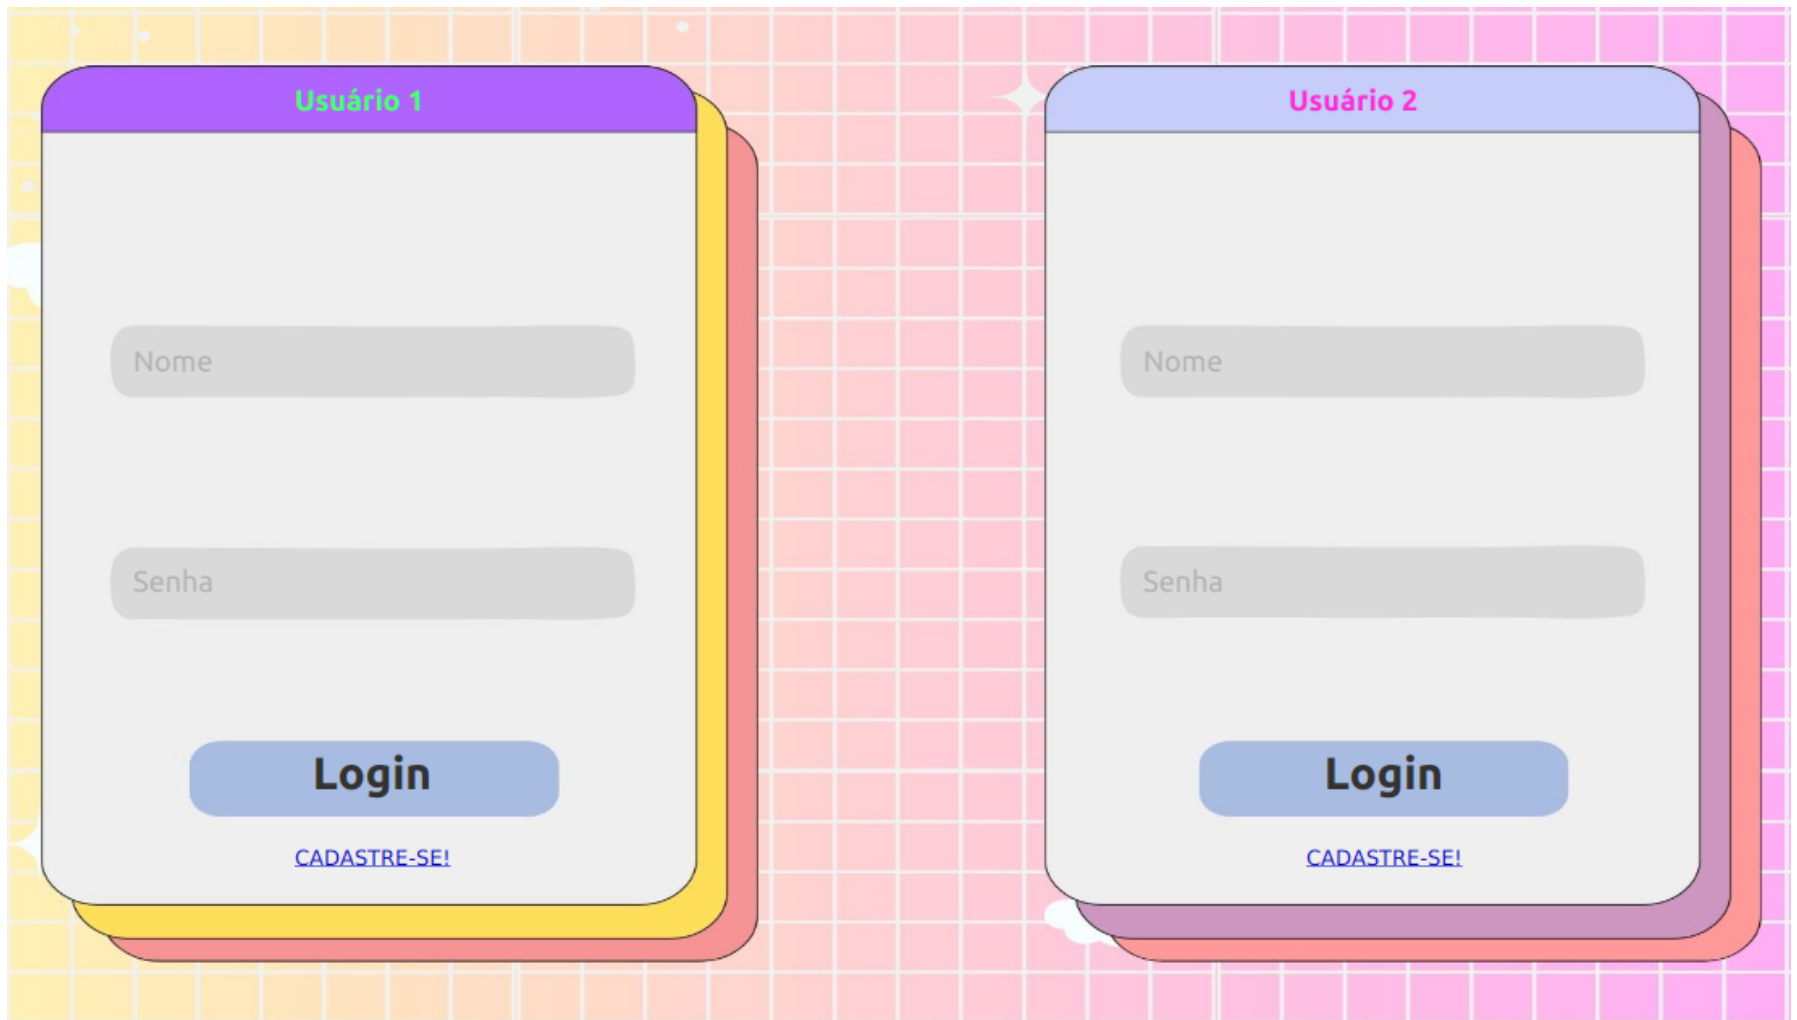 Usuário 1
Nome
Senha
Login
CADASTRE-SE!
Usuário 2
Nome
Senha
Login
CADASTRE-SE!